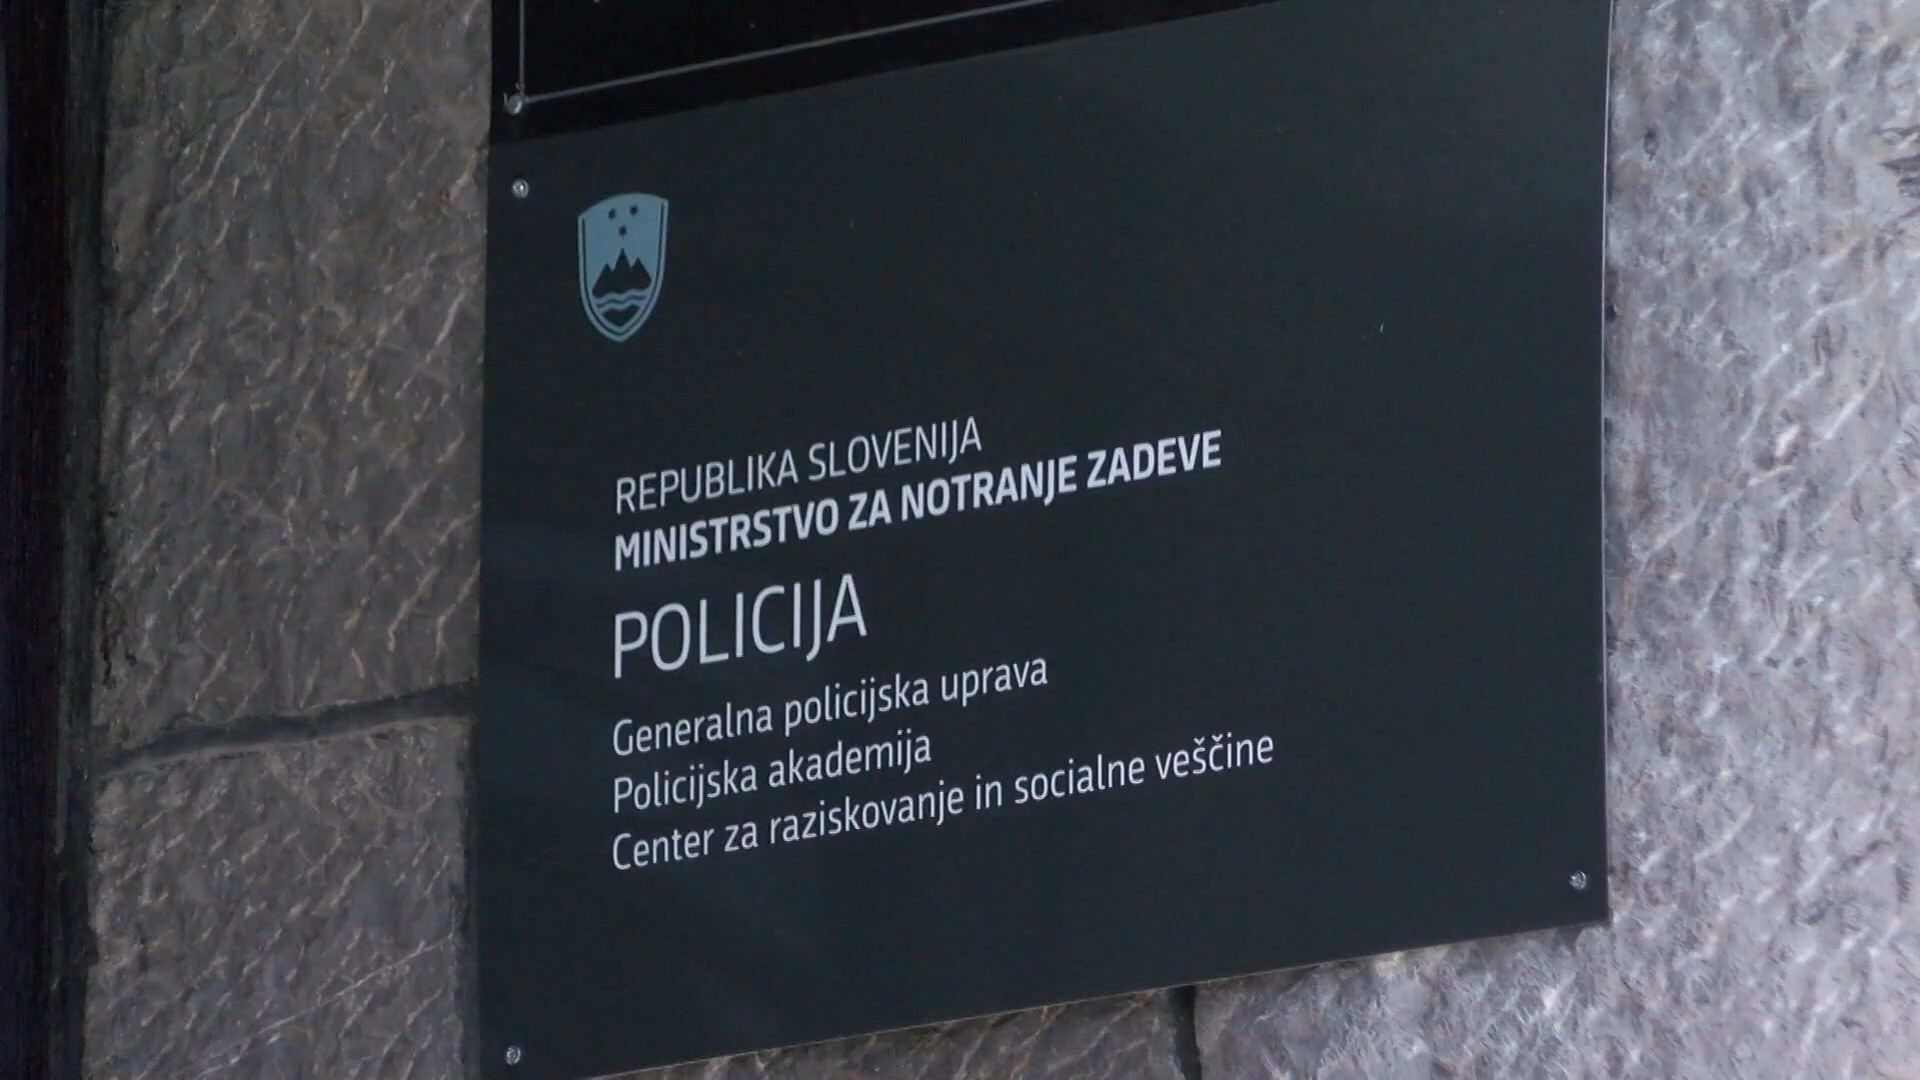 REPUBLIKA SLOVENIJA
MINISTRSTVO ZA NOTRANJE ZADEVE
POLICIJA
Generalna policijska uprava
Policijska akademija
Center za raziskovanje in socialne veščine